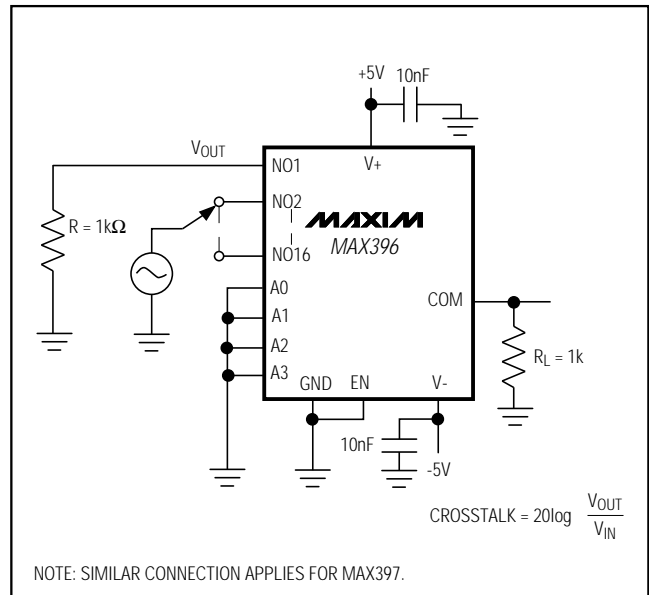 +5V 10nF
VOUT
NO1
V+
R = 1kΩ
NO2
MAXIM
MAX396
NO16
A0
COM
A1
A2
RL = 1k
A3
GND EN V-
10nF
-5V
CROSSTALK = 20log VOUT
VIN
NOTE: SIMILAR CONNECTION APPLIES FOR MAX397.